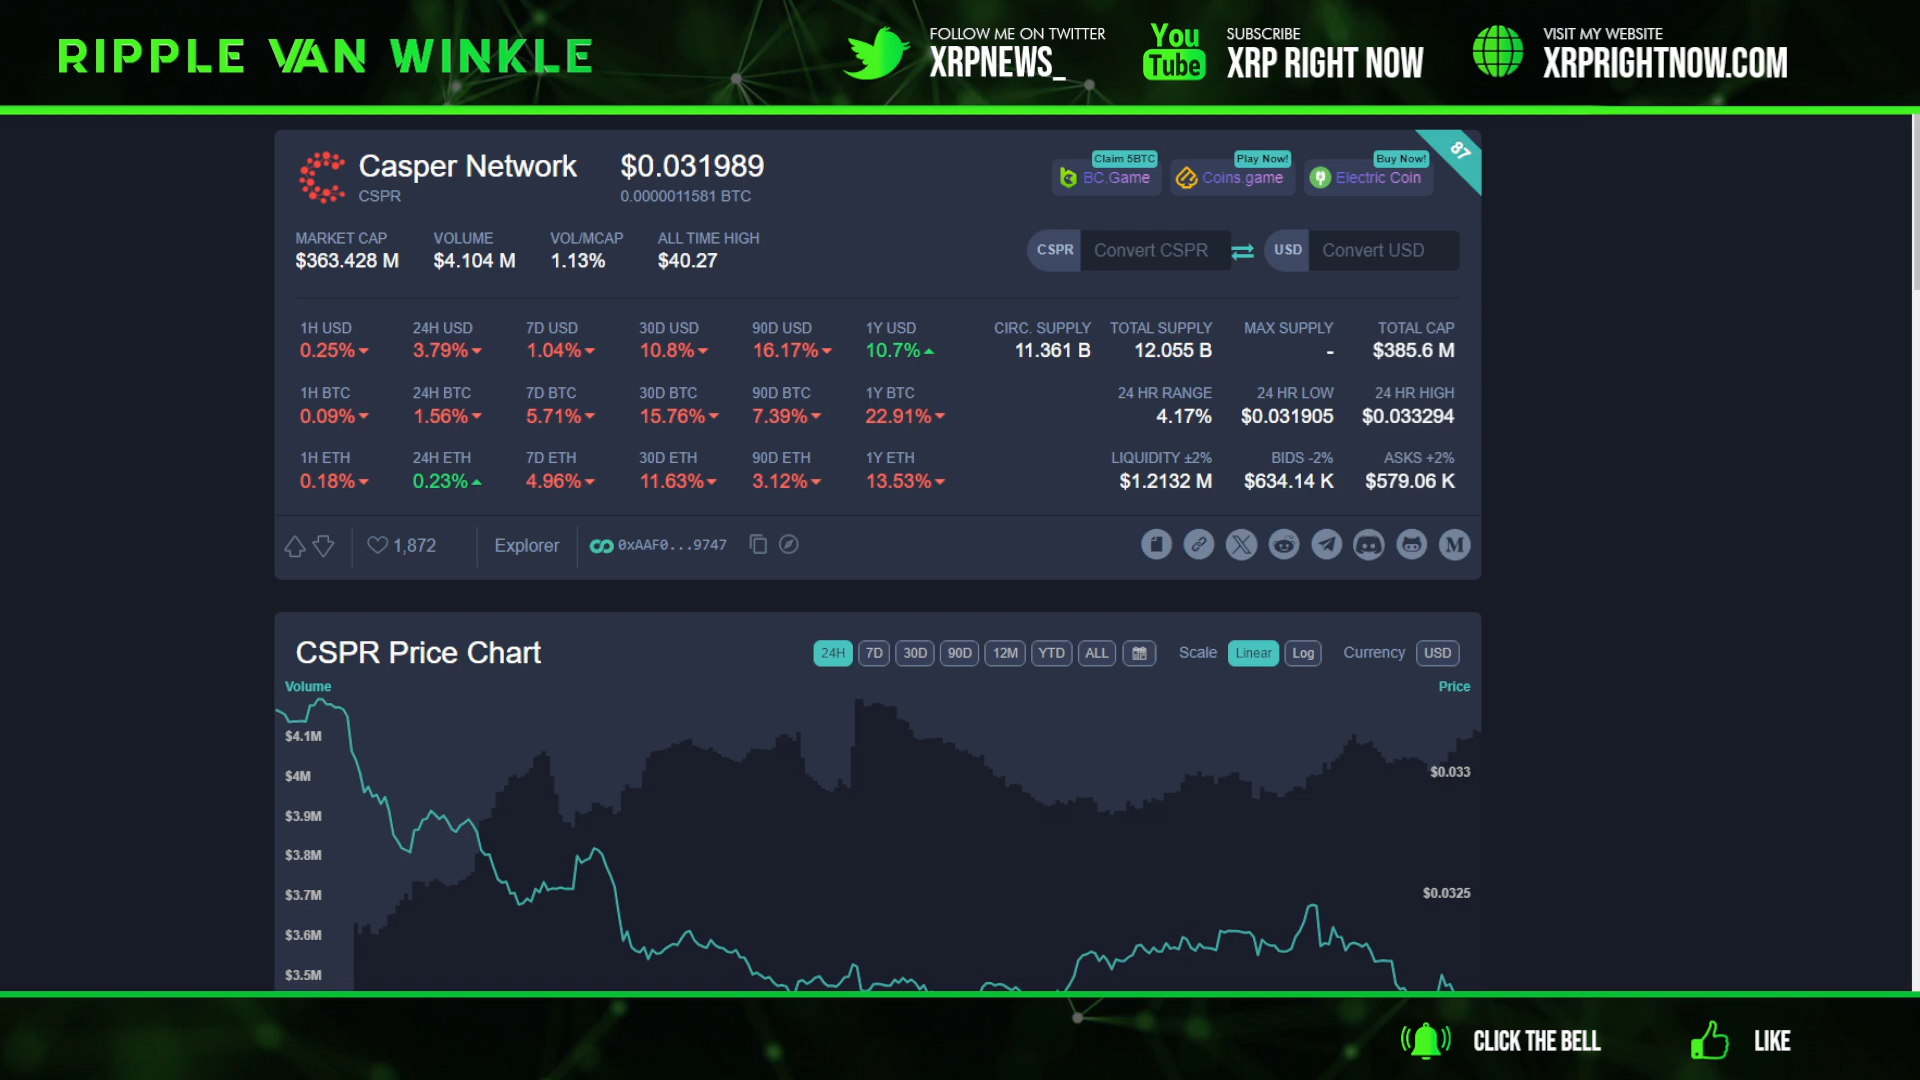 RIPPLE VAN WINKLE
FOLLOW ME ON TWITTER
XRPNEWS_
You
Tube
SUBSCRIBE
XRP RIGHT NOW
VISIT MY WEBSITE
XRPRIGHTNOW.COM
Casper Network
CSPR
$0.031989
0.0000011581 BTC
Claim 5BTC
BC.Game
Play Now!
Coins.game
Buy Now!
Electric Coin
87
MARKET CAP
$363.428 M
VOLUME
$4.104 M
VOL/MCAP
1.13%
ALL TIME HIGH
$40.27
CSPR Convert CSPR
USD Convert USD
1H USD 24H USD 7D USD 30D USD 90D USD 1Y USD CIRC. SUPPLY TOTAL SUPPLY MAX SUPPLY TOTAL CAP
0.25% 3.79% 1.04% 10.8% 16.17% 10.7% 11.361 B 12.055 B - $385.6 M
1H BTC 24H BTC 7D BTC 30D BTC 90D BTC 1Y BTC 24 HR RANGE 24 HR LOW 24 HR HIGH
0.09% 1.56% 5.71% 15.76% 7.39% 22.91% 4.17% $0.031905 $0.033294
1H ETH 24H ETH 7D ETH 30D ETH 90D ETH 1Y ETH LIQUIDITY ±2% BIDS -2% ASKS +2%
0.18% 0.23% 4.96% 11.63% 3.12% 13.53% $1.2132 M $634.14 K $579.06 K
1,872 Explorer 0xAAF0...9747
M
CSPR Price Chart
24H 7D 30D 90D 12M YTD ALL Scale Linear Log Currency USD
Volume
Price
$4.1M
$4M
$3.9M
$3.8M
$3.7M
$3.6M
$3.5M
$0.033
$0.0325
CLICK THE BELL
LIKE